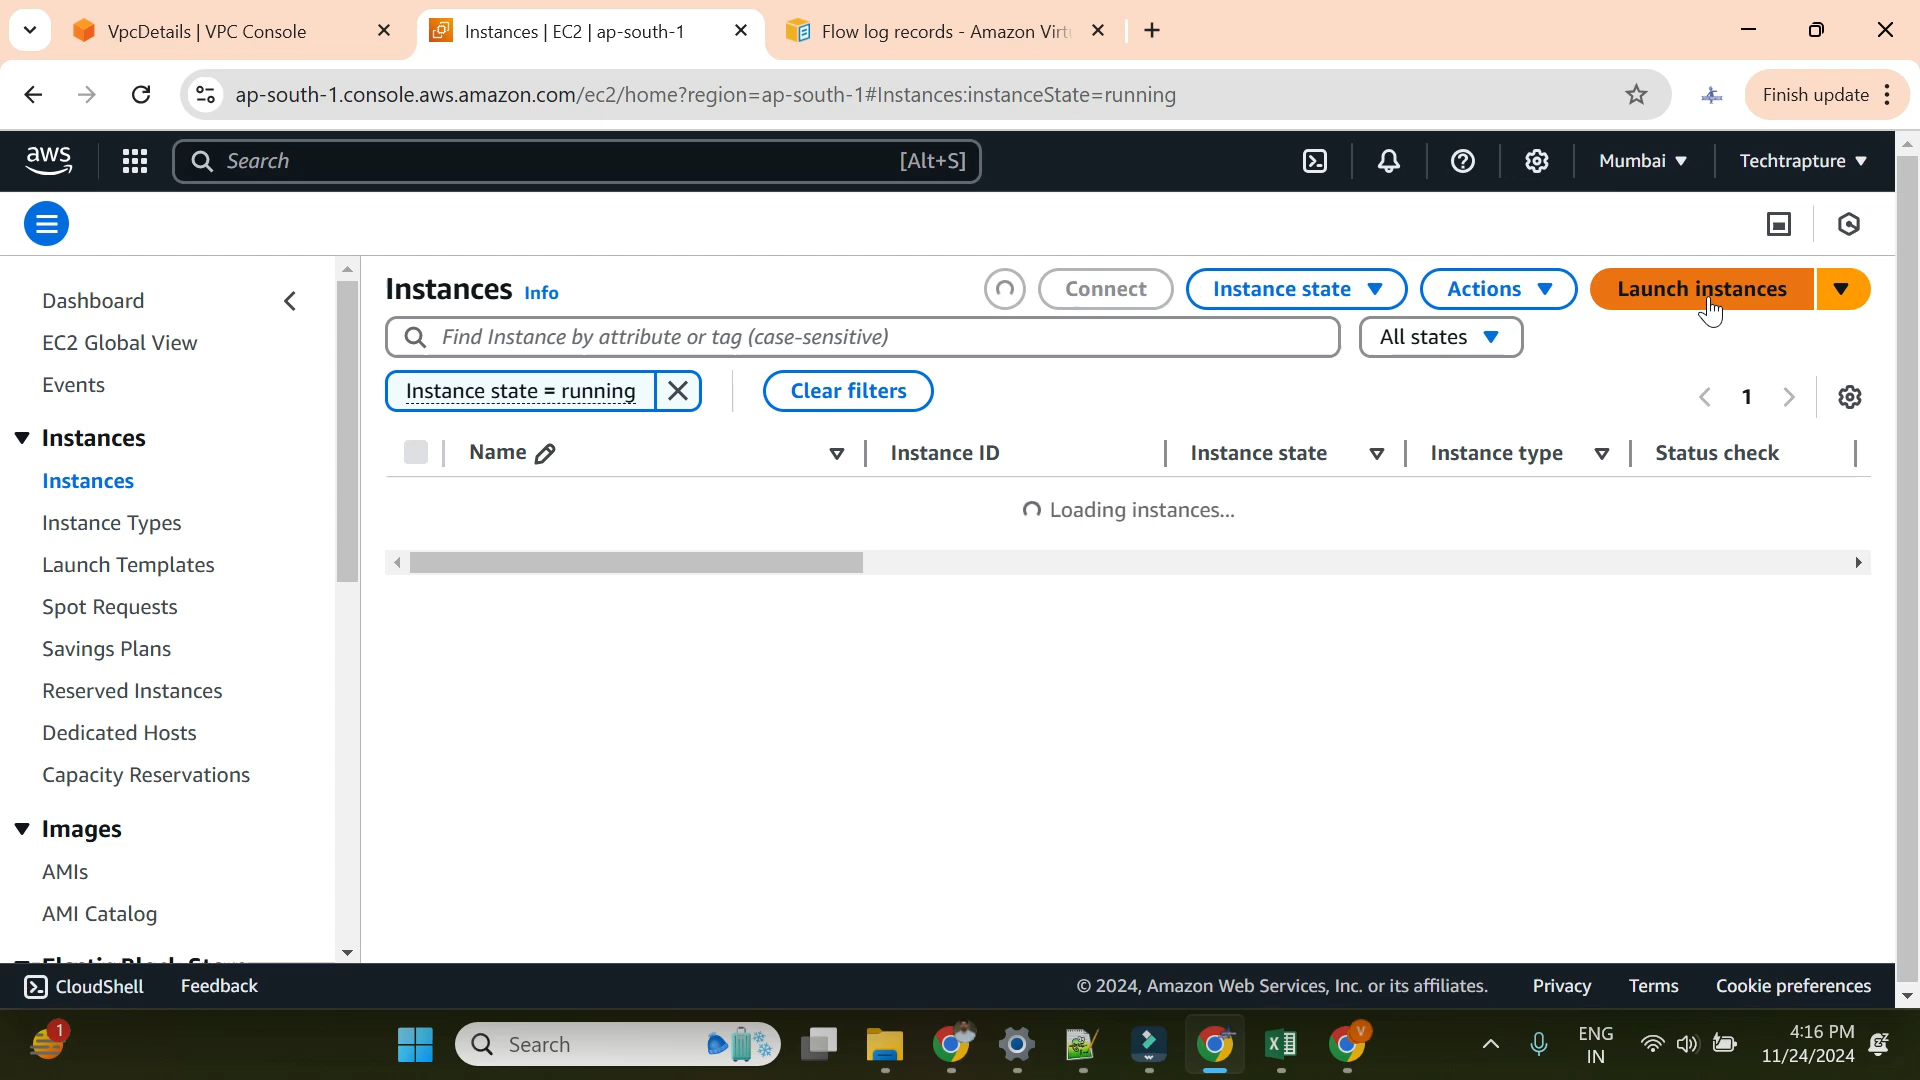 VpcDetails | VPC Console
Instances | EC2 | ap-south-1
Flow log records - Amazon Virt
ap-south-1.console.aws.amazon.com/ec2/home?region=ap-south-1#Instances:instanceState=running
Finish update
aws
Search
[Alt+S]
Mumbai
Techtrapture
Dashboard
EC2 Global View
Events
Instances
Instances
Instance Types
Launch Templates
Spot Requests
Savings Plans
Reserved Instances
Dedicated Hosts
Capacity Reservations
Images
AMIs
AMI Catalog
Elastic Block Store
Instances Info
Connect
Instance state
Actions
Launch instances
Find Instance by attribute or tag (case-sensitive)
All states
Instance state = running
Clear filters
1
Name
Instance ID
Instance state
Instance type
Status check
Loading instances...
CloudShell
Feedback
© 2024, Amazon Web Services, Inc. or its affiliates.
Privacy
Terms
Cookie preferences
1
Search
V
ENG
IN
4:16 PM
11/24/2024